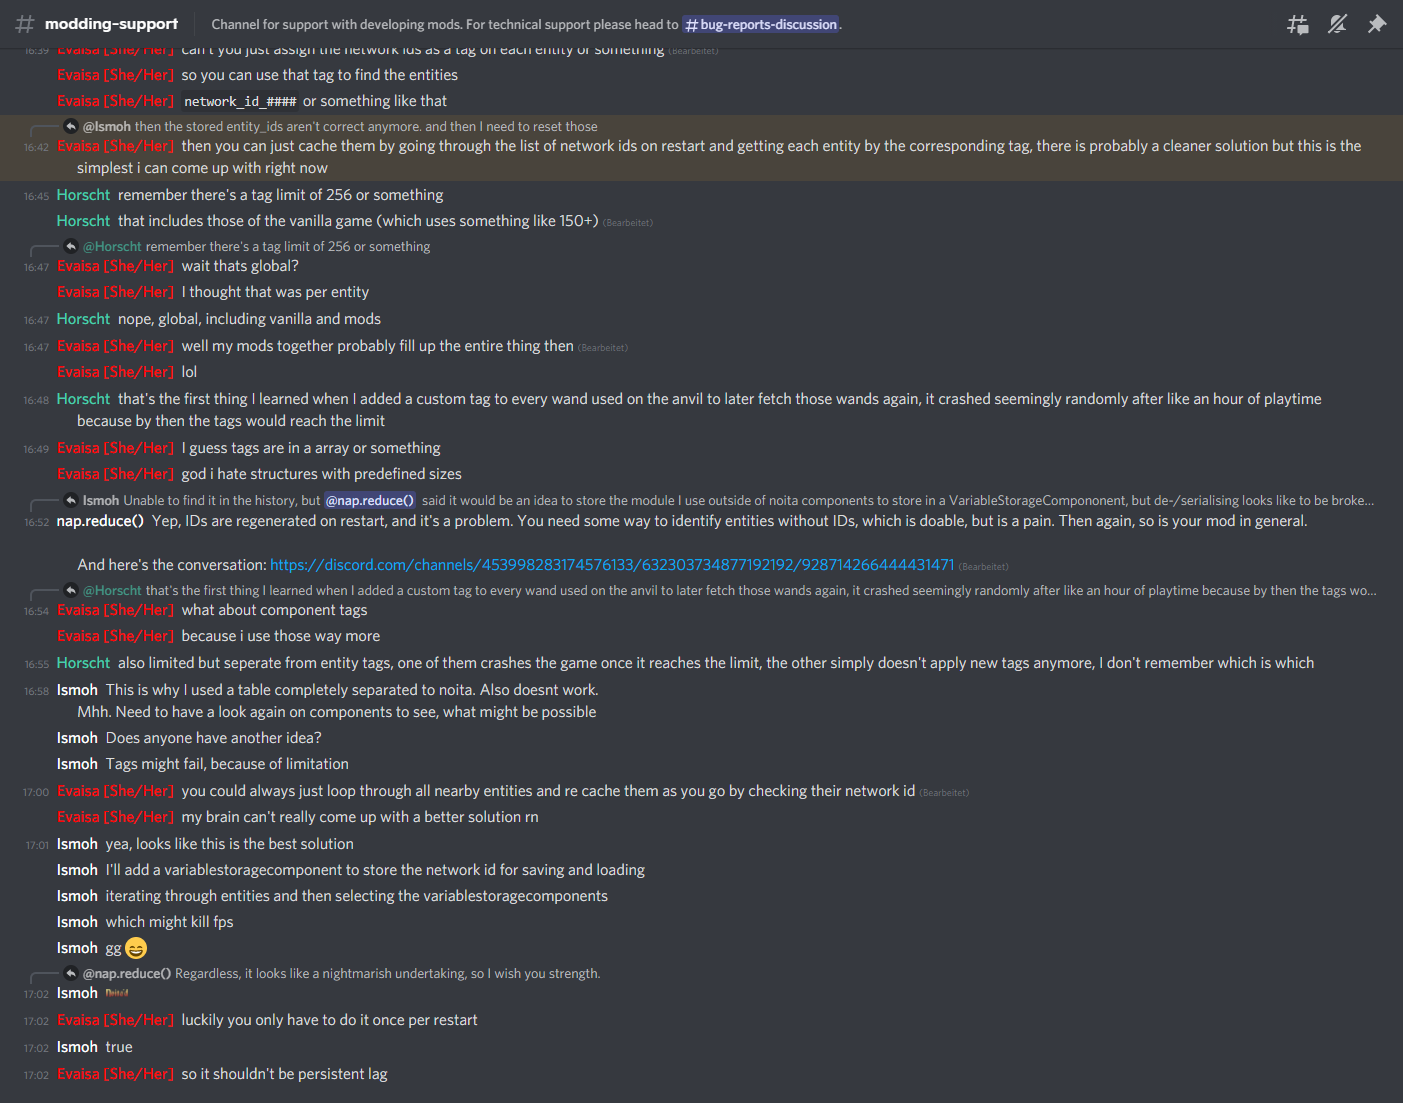 # modding-support Channel for support with developing mods. For technical support please head to # bug-reports-discussion.
16:39 Evaisa [She/Her] can't you just assign the network ids as a tag on each entity or something (Bearbeitet)
Evaisa [She/Her] so you can use that tag to find the entities
Evaisa [She/Her] network_id_#### or something like that
@Ismoh then the stored entity_ids aren't correct anymore. and then I need to reset those
16:42 Evaisa [She/Her] then you can just cache them by going through the list of network ids on restart and getting each entity by the corresponding tag, there is probably a cleaner solution but this is the
simplest i can come up with right now
16:45 Horscht remember there's a tag limit of 256 or something
Horscht that includes those of the vanilla game (which uses something like 150+) (Bearbeitet)
@Horscht remember there's a tag limit of 256 or something
16:47 Evaisa [She/Her] wait thats global?
Evaisa [She/Her] I thought that was per entity
16:47 Horscht nope, global, including vanilla and mods
16:47 Evaisa [She/Her] well my mods together probably fill up the entire thing then (Bearbeitet)
Evaisa [She/Her] lol
16:48 Horscht that's the first thing I learned when I added a custom tag to every wand used on the anvil to later fetch those wands again, it crashed seemingly randomly after like an hour of playtime
because by then the tags would reach the limit
16:49 Evaisa [She/Her] I guess tags are in a array or something
Evaisa [She/Her] god i hate structures with predefined sizes
Ismoh Unable to find it in the history, but @nap.reduce() said it would be an idea to store the module I use outside of noita components to store in a VariableStorageCompononent, but de-/serialising looks like to be broke...
16:52 nap.reduce() Yep, IDs are regenerated on restart, and it's a problem. You need some way to identify entities without IDs, which is doable, but is a pain. Then again, so is your mod in general.
And here's the conversation: https://discord.com/channels/453998283174576133/632303734877192192/928714266444431471 (Bearbeitet)
@Horscht that's the first thing I learned when I added a custom tag to every wand used on the anvil to later fetch those wands again, it crashed seemingly randomly after like an hour of playtime because by then the tags wo...
16:54 Evaisa [She/Her] what about component tags
Evaisa [She/Her] because i use those way more
16:55 Horscht also limited but seperate from entity tags, one of them crashes the game once it reaches the limit, the other simply doesn't apply new tags anymore, I don't remember which is which
16:58 Ismoh This is why I used a table completely separated to noita. Also doesnt work.
Mhh. Need to have a look again on components to see, what might be possible
Ismoh Does anyone have another idea?
Ismoh Tags might fail, because of limitation
17:00 Evaisa [She/Her] you could always just loop through all nearby entities and re cache them as you go by checking their network id (Bearbeitet)
Evaisa [She/Her] my brain can't really come up with a better solution rn
17:01 Ismoh yea, looks like this is the best solution
Ismoh I'll add a variablestoragecomponent to store the network id for saving and loading
Ismoh iterating through entities and then selecting the variablestoragecomponents
Ismoh which might kill fps
Ismoh gg
@nap.reduce() Regardless, it looks like a nightmarish undertaking, so I wish you strength.
17:02 Ismoh
17:02 Evaisa [She/Her] luckily you only have to do it once per restart
17:02 Ismoh true
17:02 Evaisa [She/Her] so it shouldn't be persistent lag